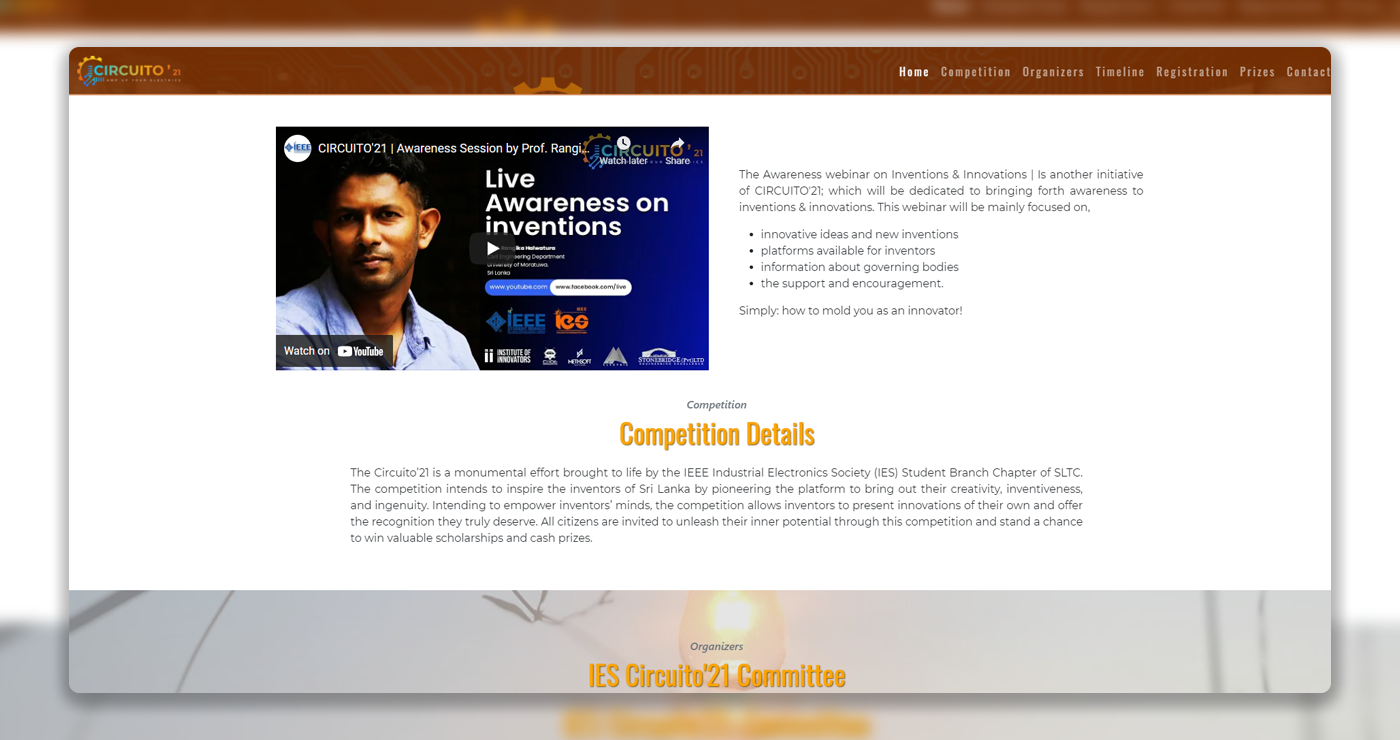 CIRCUITO '21
Home Competition Organizers Timeline Registration Prizes Contact
IEEE
CIRCUITO'21 | Awareness Session by Prof. Rangi...
CIRCUITO '21
Watch later Share
Live
Awareness on
inventions
Halwatura
Engineering Department
University of Moratuwa.
Sri Lanka
www.youtube.com www.facebook.com/live
IEEE ies
Watch on YouTube
INSTITUTE OF
INNOVATORS
STONEBRIDGE (Pvt)LTD
The Awareness webinar on Inventions & Innovations | Is another initiative
of CIRCUITO'21; which will be dedicated to bringing forth awareness to
inventions & innovations. This webinar will be mainly focused on,
innovative ideas and new inventions
platforms available for inventors
information about governing bodies
the support and encouragement.
Simply: how to mold you as an innovator!
Competition
Competition Details
The Circuito'21 is a monumental effort brought to life by the IEEE Industrial Electronics Society (IES) Student Branch Chapter of SLTC.
The competition intends to inspire the inventors of Sri Lanka by pioneering the platform to bring out their creativity, inventiveness,
and ingenuity. Intending to empower inventors' minds, the competition allows inventors to present innovations of their own and offer
the recognition they truly deserve. All citizens are invited to unleash their inner potential through this competition and stand a chance
to win valuable scholarships and cash prizes.
Organizers
IES Circuito'21 Committee